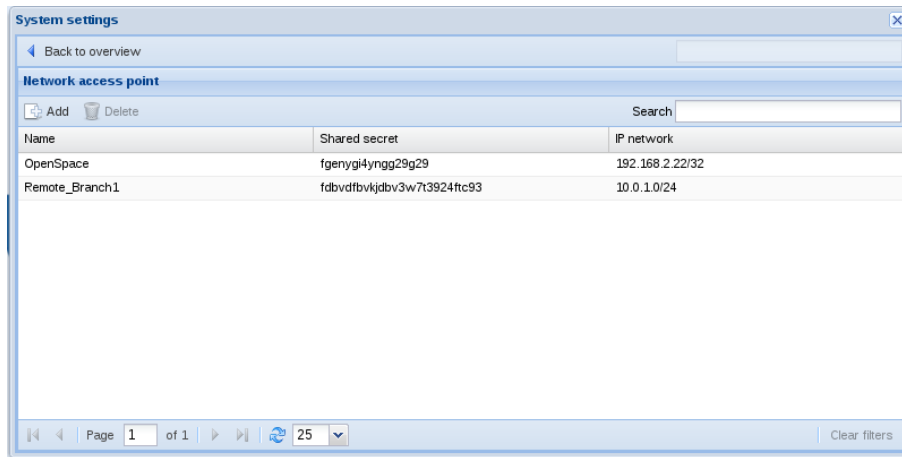 System settings
Back to overview
Network access point
Add Delete Search
Name Shared secret IP network
OpenSpace fgenygi4yngg29g29 192.168.2.22/32
Remote_Branch1 fdbvdfbvkjdbv3w7t3924ftc93 10.0.1.0/24
Page 1 of 1 25 Clear filters